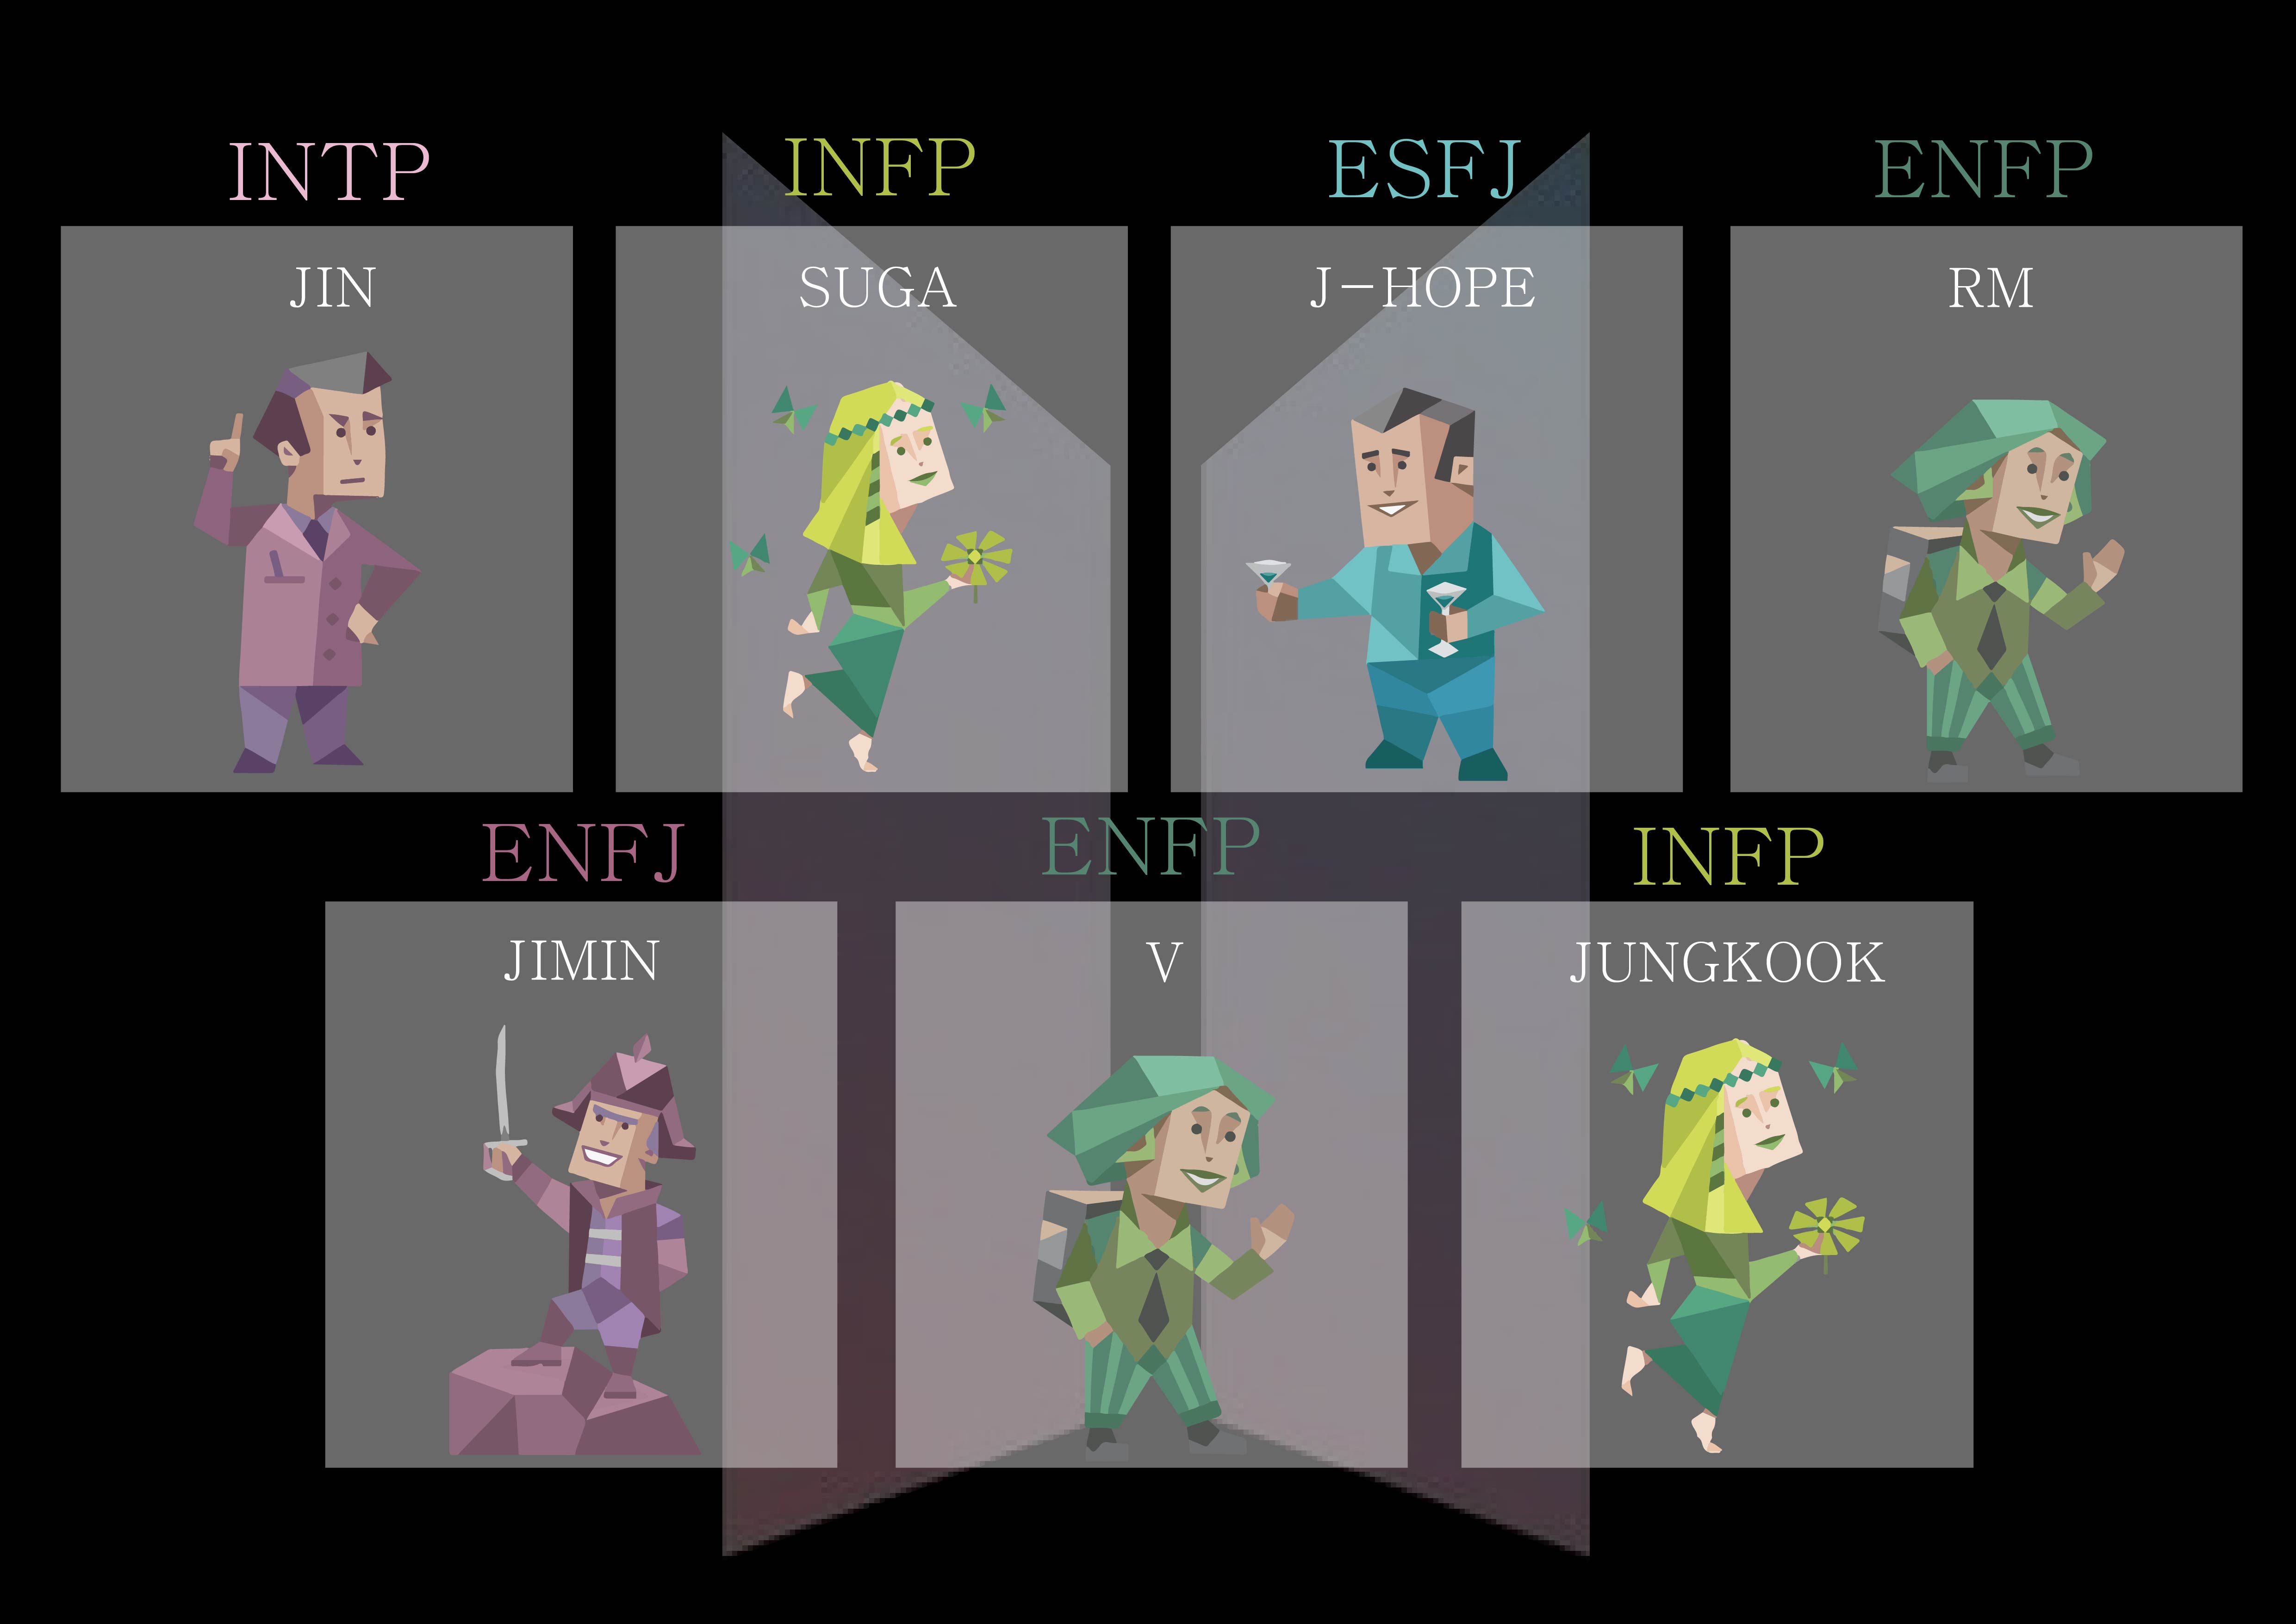 INTP
INFP
ESFJ
ENFP
JIN
SUGA
J-HOPE
RM
ENFJ
ENFP
INFP
JIMIN
V
JUNGKOOK